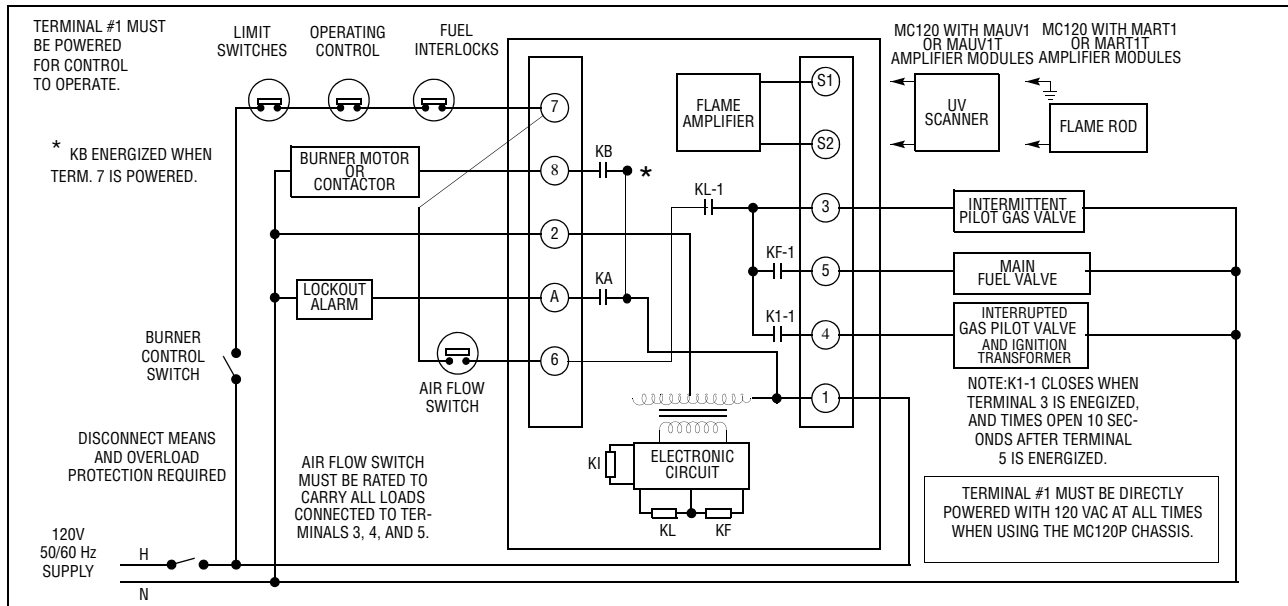 TERMINAL #1 MUST
BE POWERED
FOR CONTROL
TO OPERATE.
LIMIT
SWITCHES
OPERATING
CONTROL
FUEL
INTERLOCKS
MC120 WITH MAUV1
OR MAUV1T
AMPLIFIER MODULES
MC120 WITH MART1
OR MART1T
AMPLIFIER MODULES
* KB ENERGIZED WHEN
TERM. 7 IS POWERED.
7
FLAME
AMPLIFIER
S1
S2
UV
SCANNER
FLAME ROD
BURNER MOTOR
OR
CONTACTOR
8
KB
*
KL-1
3
INTERMITTENT
PILOT GAS VALVE
2
KF-1
5
MAIN
FUEL VALVE
LOCKOUT
ALARM
A
KA
K1-1
4
INTERRUPTED
GAS PILOT VALVE
AND IGNITION
TRANSFORMER
BURNER
CONTROL
SWITCH
AIR FLOW
SWITCH
6
1
NOTE:K1-1 CLOSES WHEN
TERMINAL 3 IS ENEGIZED,
AND TIMES OPEN 10 SEC-
ONDS AFTER TERMINAL
5 IS ENERGIZED.
DISCONNECT MEANS
AND OVERLOAD
PROTECTION REQUIRED
AIR FLOW SWITCH
MUST BE RATED TO
CARRY ALL LOADS
CONNECTED TO TER-
MINALS 3, 4, AND 5.
KI
ELECTRONIC
CIRCUIT
KL
KF
TERMINAL #1 MUST BE DIRECTLY
POWERED WITH 120 VAC AT ALL TIMES
WHEN USING THE MC120P CHASSIS.
120V
50/60 Hz
SUPPLY
H
N